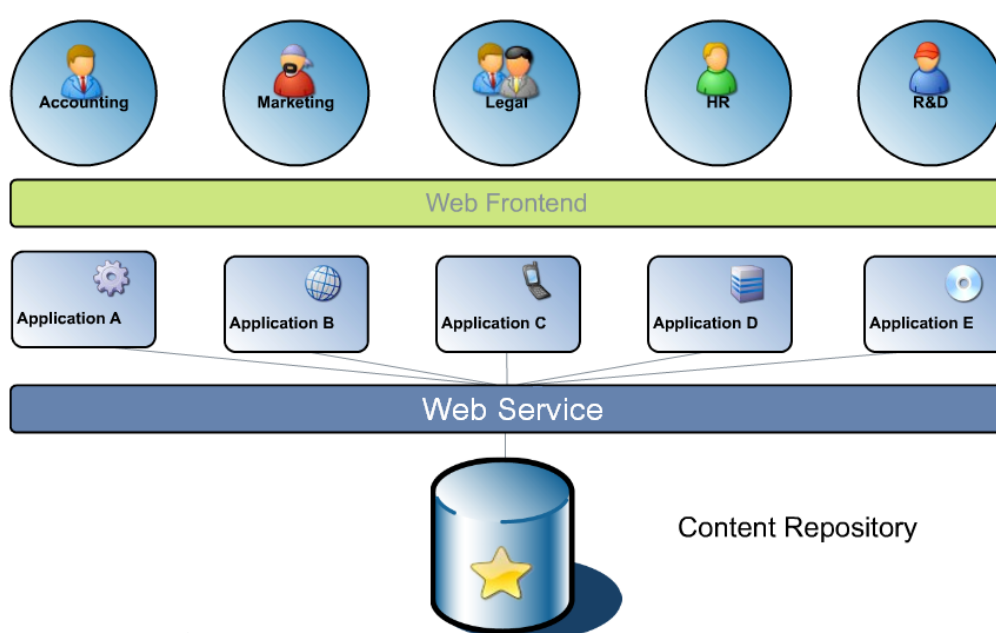 Accounting
Marketing
Legal
HR
R&D
Web Frontend
Application A
Application B
Application C
Application D
Application E
Web Service
Content Repository